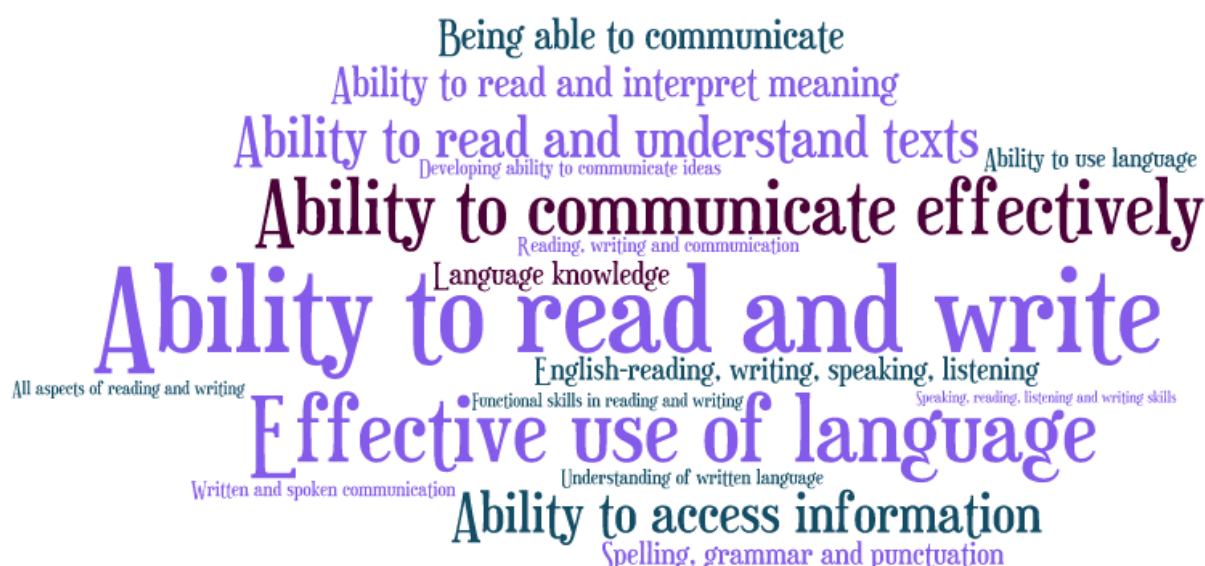 Being able to communicate
Ability to read and interpret meaning
Ability to read and understand texts
Ability to use language
Developing ability to communicate ideas
Ability to communicate effectively
Reading, writing and communication
Language knowledge
Ability to read and write
English-reading, writing, speaking, listening
All aspects of reading and writing
Functional skills in reading and writing
Speaking, reading, listening and writing skills
Effective use of language
Understanding of written language
Written and spoken communication
Ability to access information
Spelling, grammar and punctuation